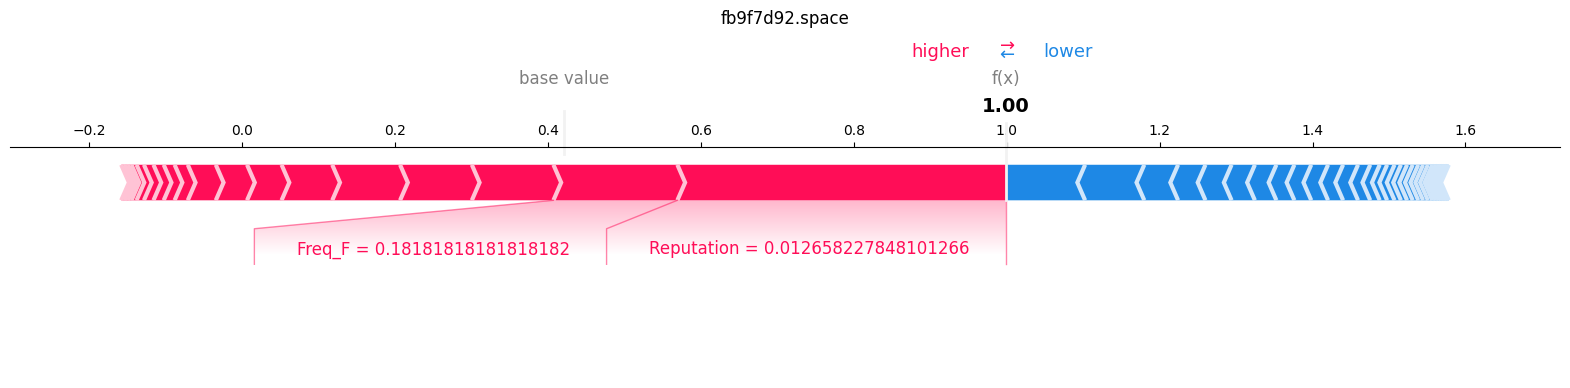 fb9f7d92.space
higher → ← lower
base value f(x)
1.00
−0.2 0.0 0.2 0.4 0.6 0.8 1.0 1.2 1.4 1.6
Freq_F = 0.18181818181818182 Reputation = 0.012658227848101266